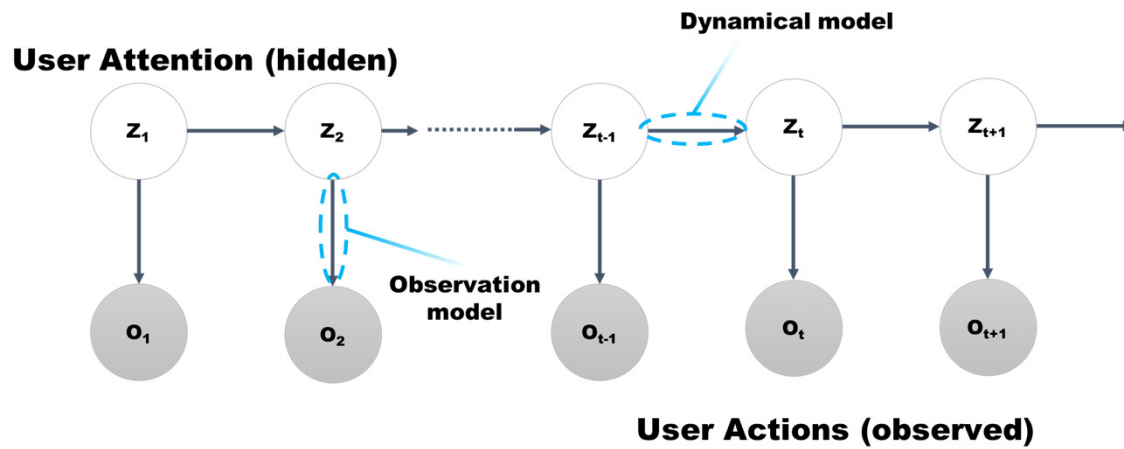 Dynamical model
User Attention (hidden)
Z₁
Z₂
Zₜ₋₁
Zₜ
Zₜ₊₁
Observation
model
O₁
O₂
Oₜ₋₁
Oₜ
Oₜ₊₁
User Actions (observed)